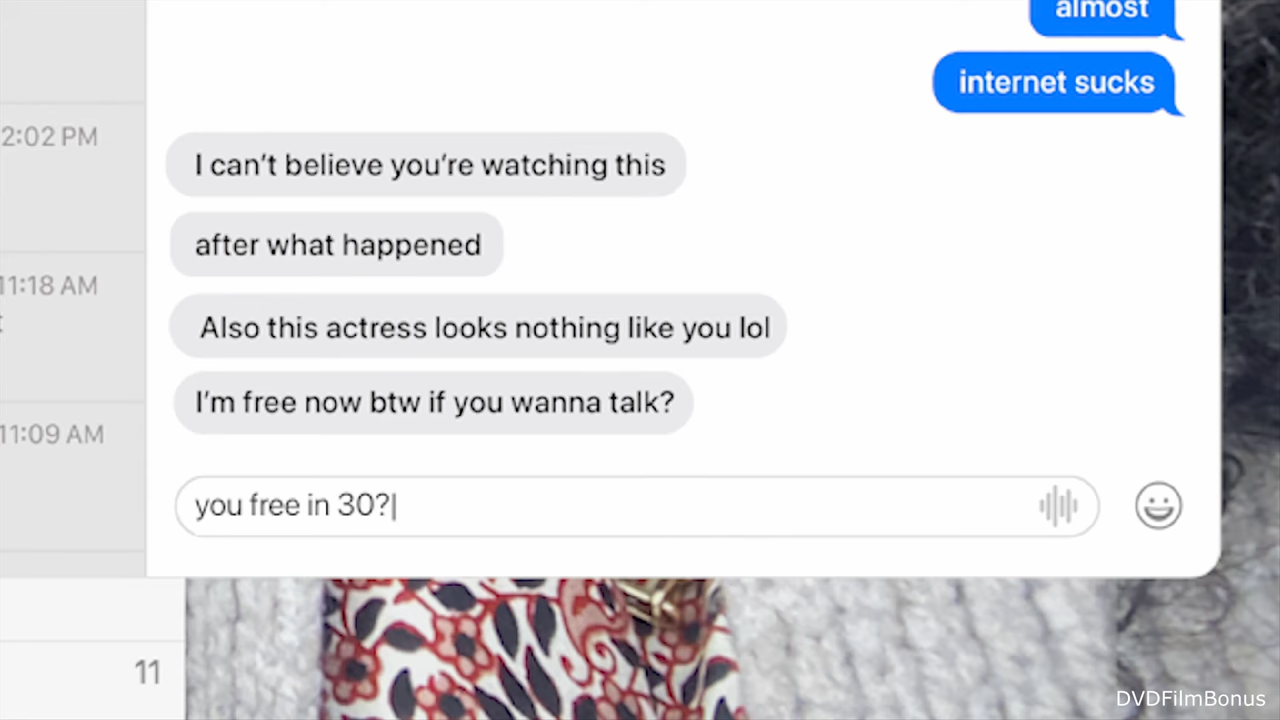 almost
internet sucks
2:02 PM
I can't believe you're watching this
after what happened
11:18 AM
Also this actress looks nothing like you lol
I'm free now btw if you wanna talk?
11:09 AM
you free in 30?
11
DVDFilmBonus